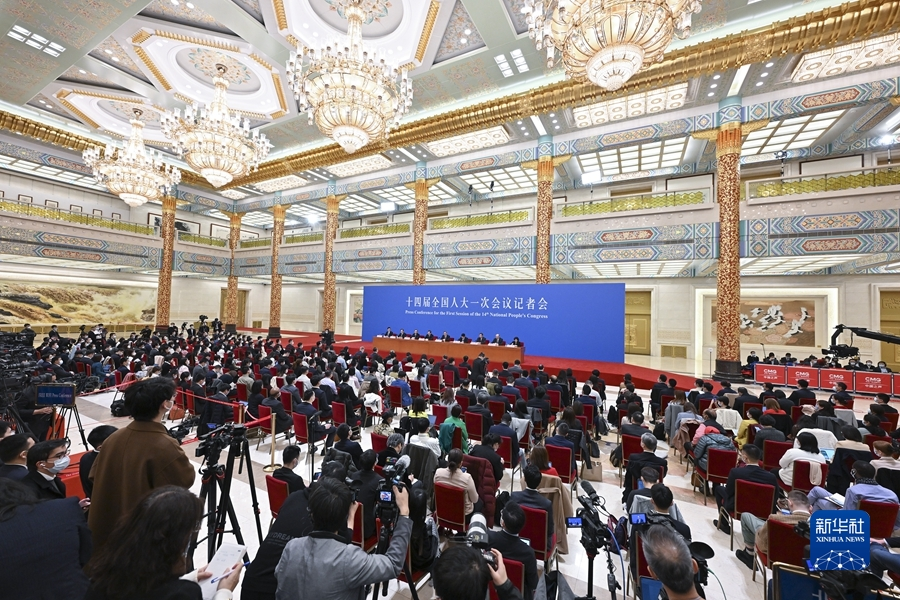 十四届全国人大一次会议记者会
Press Conference for the First Session of the 14th National People's Congress
CMG
CMG
新华社
XINHUA NEWS